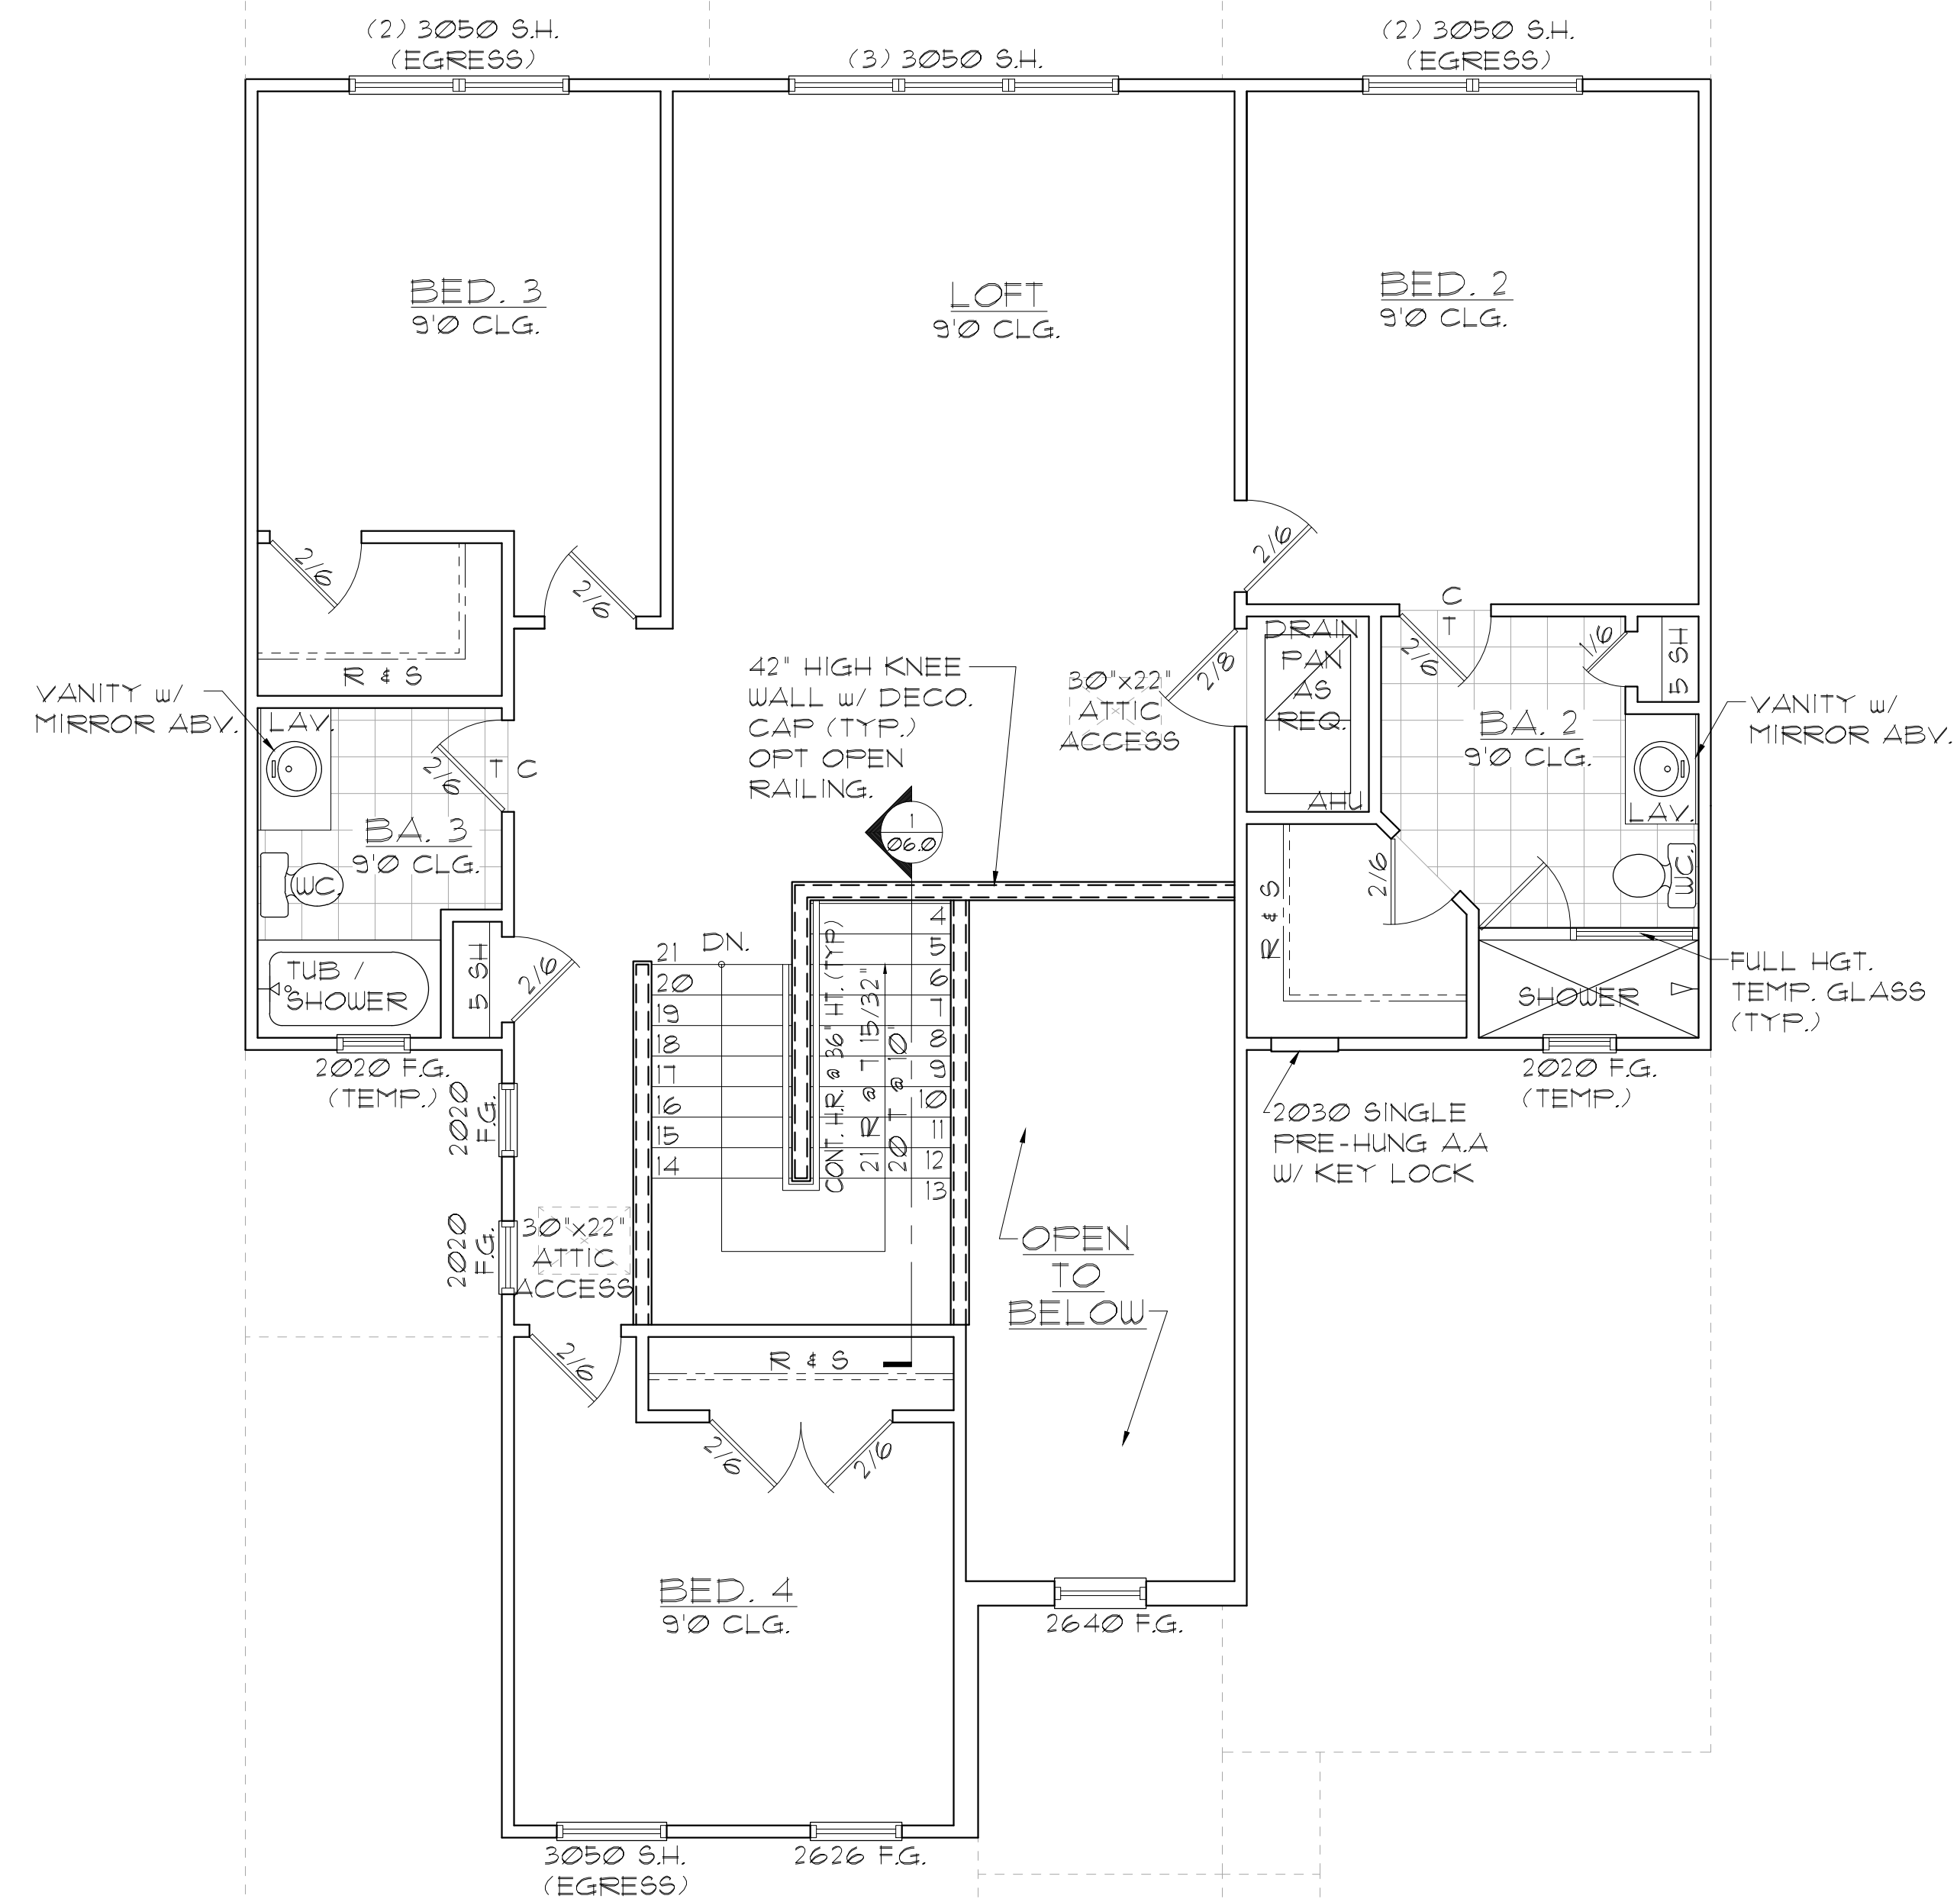 (2) 3050 S.H.
(EGRESS)
(3) 3050 S.H.
(2) 3050 S.H.
(EGRESS)
BED. 3
9'0 CLG.
LOFT
9'0 CLG.
BED. 2
9'0 CLG.
2/6
2/6
2/6
R & S
VANITY w/
MIRROR ABV.
LAV.
2/6
T C
BA. 3
9'0 CLG.
WC.
TUB /
SHOWER
5 SH
2/6
2020 F.G.
(TEMP.)
42" HIGH KNEE
WALL w/ DECO.
CAP (TYP.)
OPT OPEN
RAILING.
30"x22"
ATTIC
ACCESS
2/8
DRAIN
PAN
AS
REQ.
AHU
C
T
2/6
1/6
5 SH
BA. 2
9'0 CLG.
VANITY w/
MIRROR ABV.
LAV.
WC.
2/6
R & S
SHOWER
FULL HGT.
TEMP. GLASS
(TYP.)
2020 F.G.
(TEMP.)
2030 SINGLE
PRE-HUNG A.A
W/ KEY LOCK
1
06.0
DN.
21
20
19
18
17
16
15
14
4
5
6
7
8
9
10
11
12
13
CONT. H.R. @ 36" HT. (TYP)
21 R @ 7 15/32"
20 T @ 10"
2020
F.G.
2020
F.G.
30"x22"
ATTIC
ACCESS
OPEN
TO
BELOW
2/6
R & S
2/6
2/6
BED. 4
9'0 CLG.
2640 F.G.
3050 S.H.
(EGRESS)
2626 F.G.